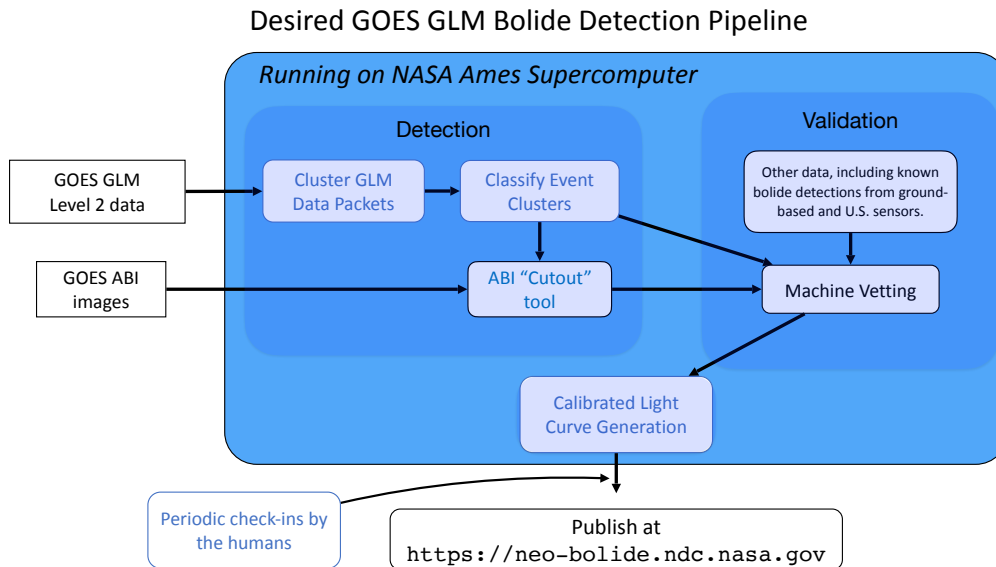 Desired GOES GLM Bolide Detection Pipeline
Running on NASA Ames Supercomputer
Detection
Validation
GOES GLM
Level 2 data
Cluster GLM
Data Packets
Classify Event
Clusters
Other data, including known
bolide detections from ground-
based and U.S. sensors.
GOES ABI
images
ABI “Cutout”
tool
Machine Vetting
Calibrated Light
Curve Generation
Periodic check-ins by
the humans
Publish at
https://neo-bolide.ndc.nasa.gov